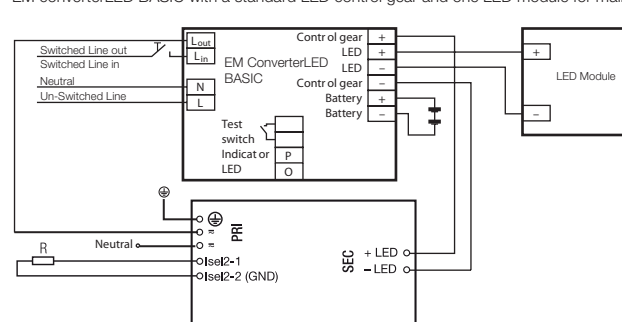 EM converterLED BASIC with a standard LED control gear and one LED module for
Switched Line out
Switched Line in
Neutral
Un-Switched Line
Lout
Lin
N
L
EM ConverterLED
BASIC
Test
switch
Indicator
LED
P
O
Control gear +
LED +
LED –
Control gear –
Battery +
Battery –
+
–
LED Module
Neutral
R
≈
≈
PRI
Isel2-1
Isel2-2 (GND)
SEC
+ LED
– LED